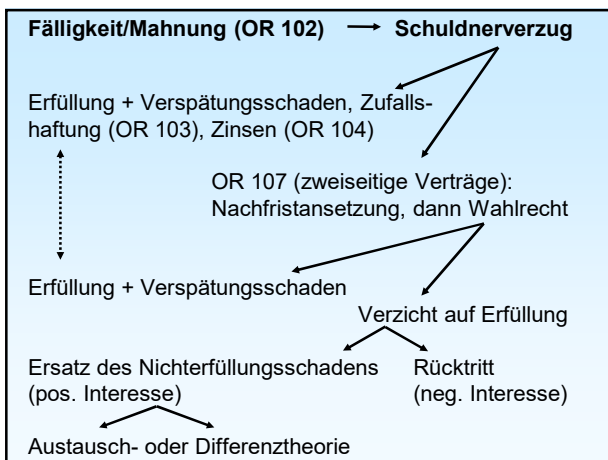 Fälligkeit/Mahnung (OR 102) Schuldnerverzug
Erfüllung + Verspätungsschaden, Zufalls-
haftung (OR 103), Zinsen (OR 104)
OR 107 (zweiseitige Verträge):
Nachfristansetzung, dann Wahlrecht
Erfüllung + Verspätungsschaden
Verzicht auf Erfüllung
Ersatz des Nichterfüllungsschadens
(pos. Interesse)
Rücktritt
(neg. Interesse)
Austausch- oder Differenztheorie